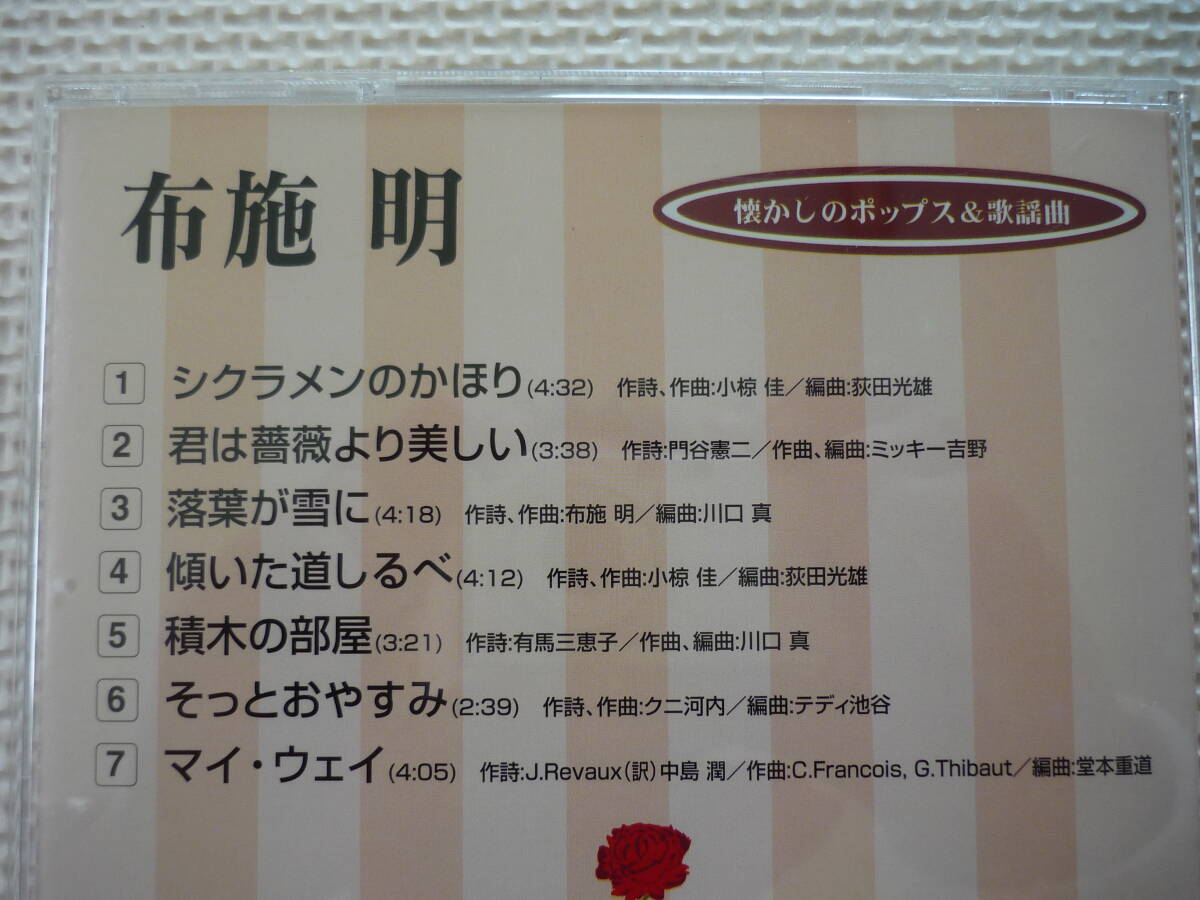 布施 明
懐かしのポップス&歌謡曲
1 シクラメンのかほり(4:32) 作詩、作曲:小椋 佳/編曲:荻田光雄
2 君は薔薇より美しい(3:38) 作詩:門谷憲二/作曲、編曲:ミッキー吉野
3 落葉が雪に(4:18) 作詩、作曲:布施 明/編曲:川口 真
4 傾いた道しるべ(4:12) 作詩、作曲:小椋 佳/編曲:荻田光雄
5 積木の部屋(3:21) 作詩:有馬三恵子/作曲、編曲:川口 真
6 そっとおやすみ(2:39) 作詩、作曲:クニ河内/編曲:テディ池谷
7 マイ・ウェイ(4:05) 作詩:J.Revaux(訳)中島 潤/作曲:C.Francois, G.Thibaut/編曲:堂本重道